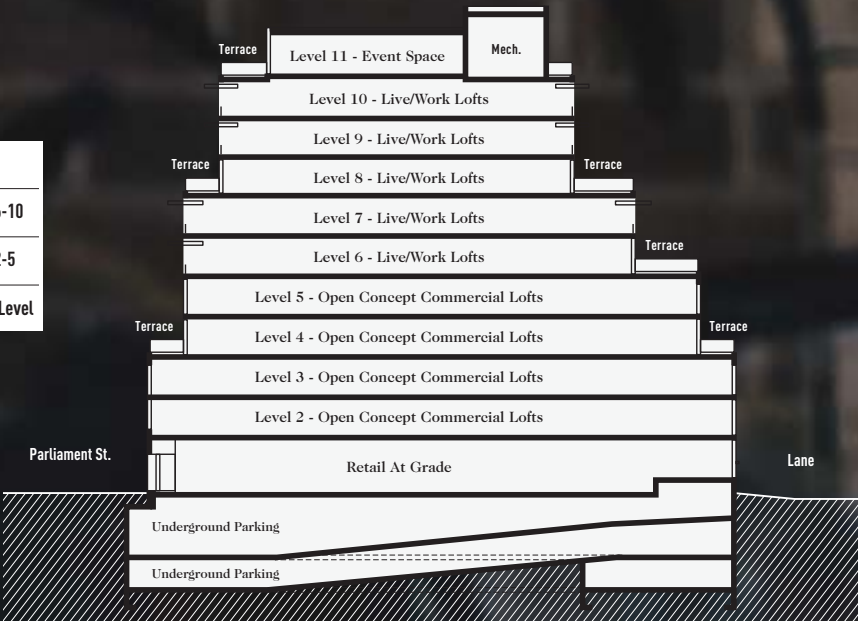 Terrace
Level 11 - Event Space
Mech.
Level 10 - Live/Work Lofts
Level 9 - Live/Work Lofts
Terrace
Level 8 - Live/Work Lofts
Terrace
-10
Level 7 - Live/Work Lofts
Terrace
-5
Level 6 - Live/Work Lofts
Level
Level 5 - Open Concept Commercial Lofts
Terrace
Level 4 - Open Concept Commercial Lofts
Terrace
Level 3 - Open Concept Commercial Lofts
Level 2 - Open Concept Commercial Lofts
Parliament St.
Retail At Grade
Lane
Underground Parking
Underground Parking